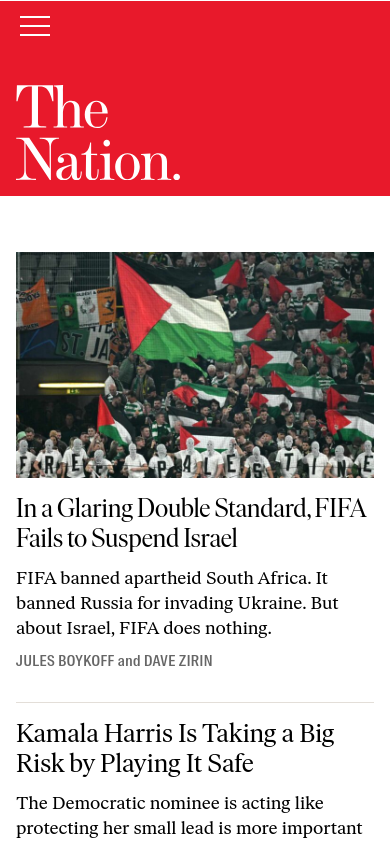 The
Nation.
ST. JA
FREE PALESTINE
In a Glaring Double Standard, FIFA
Fails to Suspend Israel
FIFA banned apartheid South Africa. It
banned Russia for invading Ukraine. But
about Israel, FIFA does nothing.
JULES BOYKOFF and DAVE ZIRIN
Kamala Harris Is Taking a Big
Risk by Playing It Safe
The Democratic nominee is acting like
protecting her small lead is more important